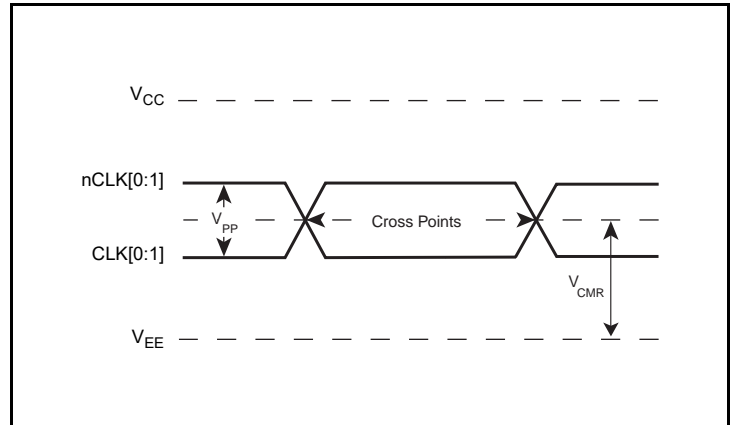 VCC
nCLK[0:1]
VPP
Cross Points
CLK[0:1]
VCMR
VEE